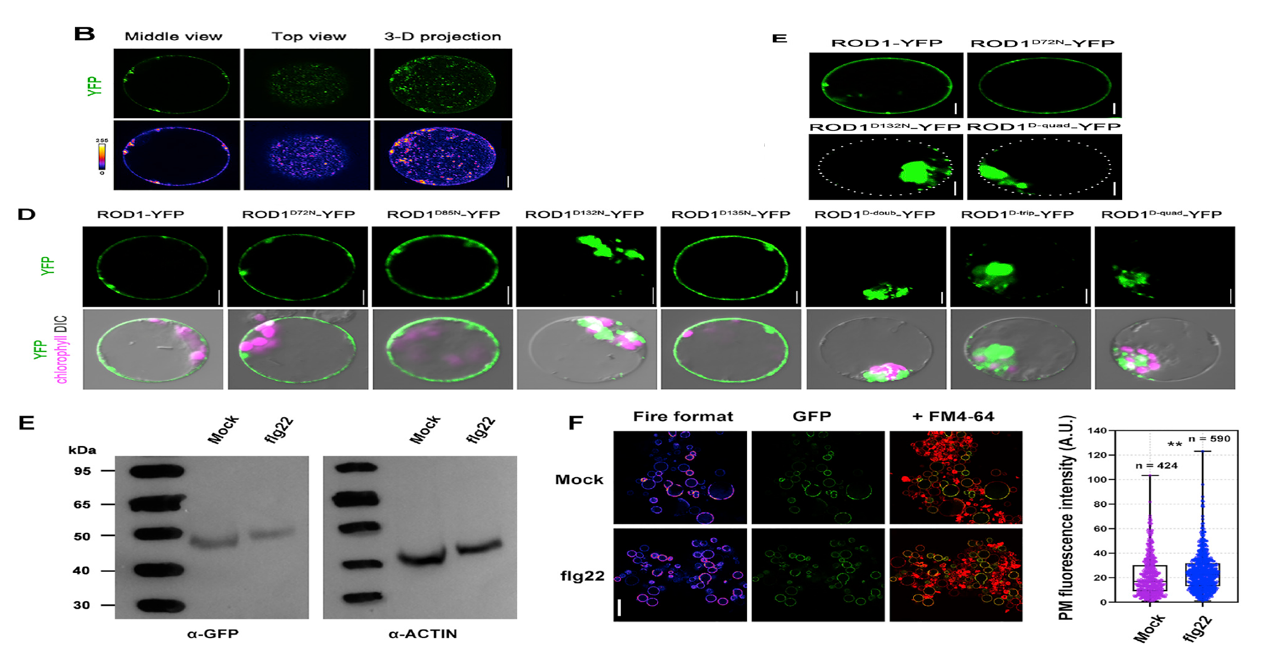 B
Middle view Top view 3-D projection
YFP
255
0
E
ROD1-YFP ROD1D72N-YFP
ROD1D132N-YFP ROD1D-quad-YFP
D
ROD1-YFP ROD1D72N-YFP ROD1D85N-YFP ROD1D132N-YFP ROD1D135N-YFP ROD1D-doub-YFP ROD1D-trip-YFP ROD1D-quad-YFP
YFP
YFP
chlorophyll DIC
E
Mock flg22 Mock flg22
kDa
95
65
50
40
30
α-GFP α-ACTIN
F
Fire format GFP + FM4-64
Mock
flg22
PM fluorescence intensity (A.U.)
140
120
100
80
60
40
20
0
n = 424
** n = 590
Mock flg22